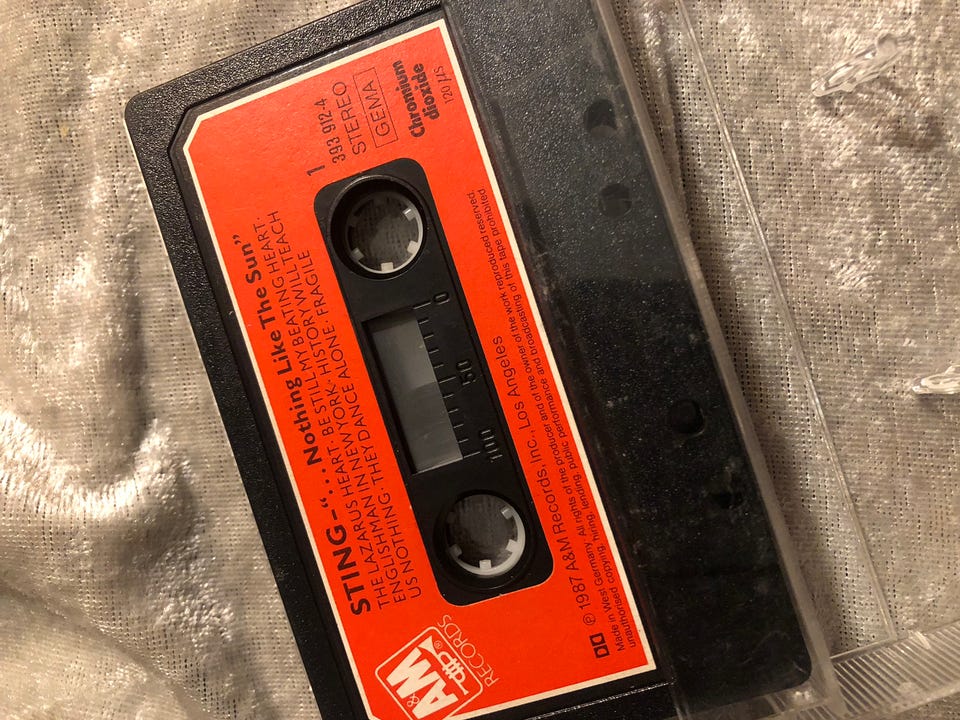 STING - "...Nothing Like The Sun"
THE LAZARUS HEART. BE STILL MY BEATING HEART.
ENGLISHMAN IN NEW YORK. HISTORY WILL TEACH
US NOTHING. THEY DANCE ALONE. FRAGILE
1
393 912-4
STEREO
GEMA
Chromium
dioxide
120 µs
0
50
100
A&M®
RECORDS
℗ 1987 A&M Records, Inc., Los Angeles
Made in West Germany. All rights of the producer and of the owner of the work reproduced reserved.
unauthorised copying, hiring, lending, public performance and broadcasting of this tape prohibited.